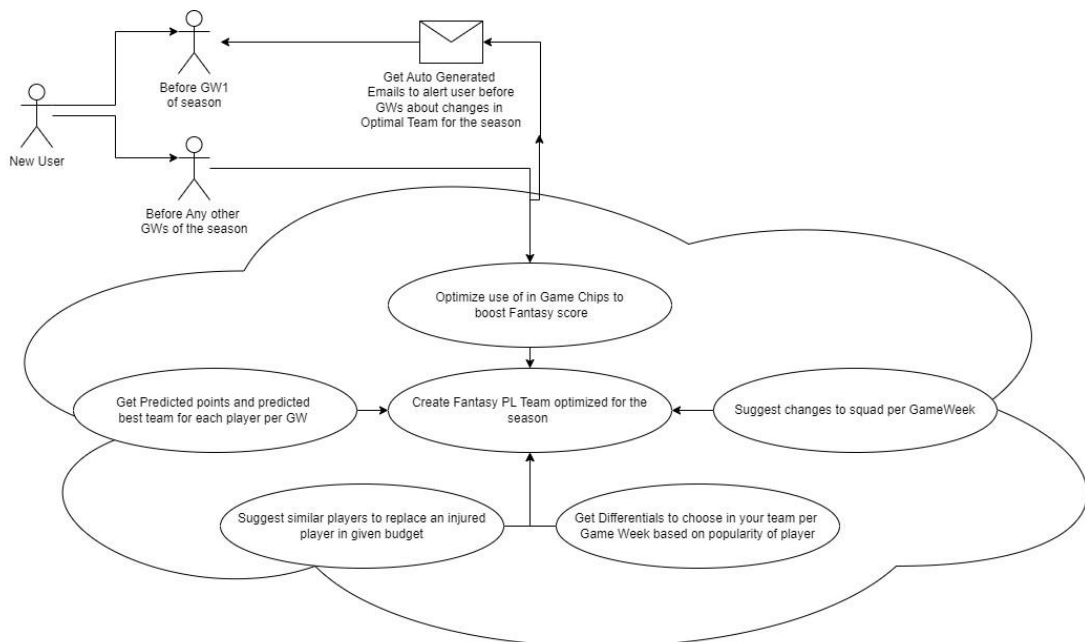 Before GW1
of season
Get Auto Generated
Emails to alert user before
GWs about changes in
Optimal Team for the season
New User
Before Any other
GWs of the season
Optimize use of in Game Chips to
boost Fantasy score
Get Predicted points and predicted
best team for each player per GW
Create Fantasy PL Team optimized for the
season
Suggest changes to squad per GameWeek
Suggest similar players to replace an injured
player in given budget
Get Differentials to choose in your team per
Game Week based on popularity of player